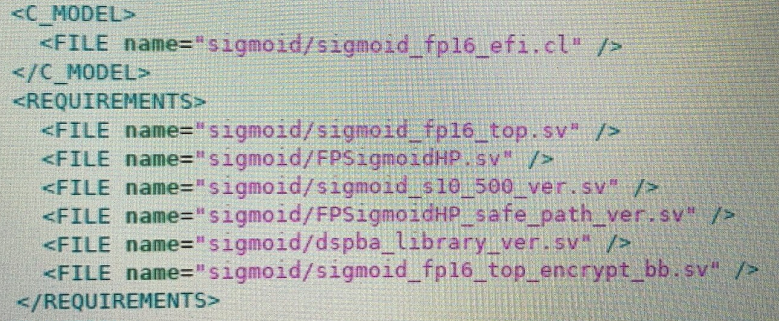 <C_MODEL>
<FILE name="sigmoid/sigmoid_fp16_efi.cl" />
</C_MODEL>
<REQUIREMENTS>
<FILE name="sigmoid/sigmoid_fp16_top.sv" />
<FILE name="sigmoid/FPSigmoidHP.sv" />
<FILE name="sigmoid/sigmoid_s10_500_ver.sv" />
<FILE name="sigmoid/FPSigmoidHP_safe_path_ver.sv" />
<FILE name="sigmoid/dspba_library_ver.sv" />
<FILE name="sigmoid/sigmoid_fp16_top_encrypt_bb.sv" />
</REQUIREMENTS>